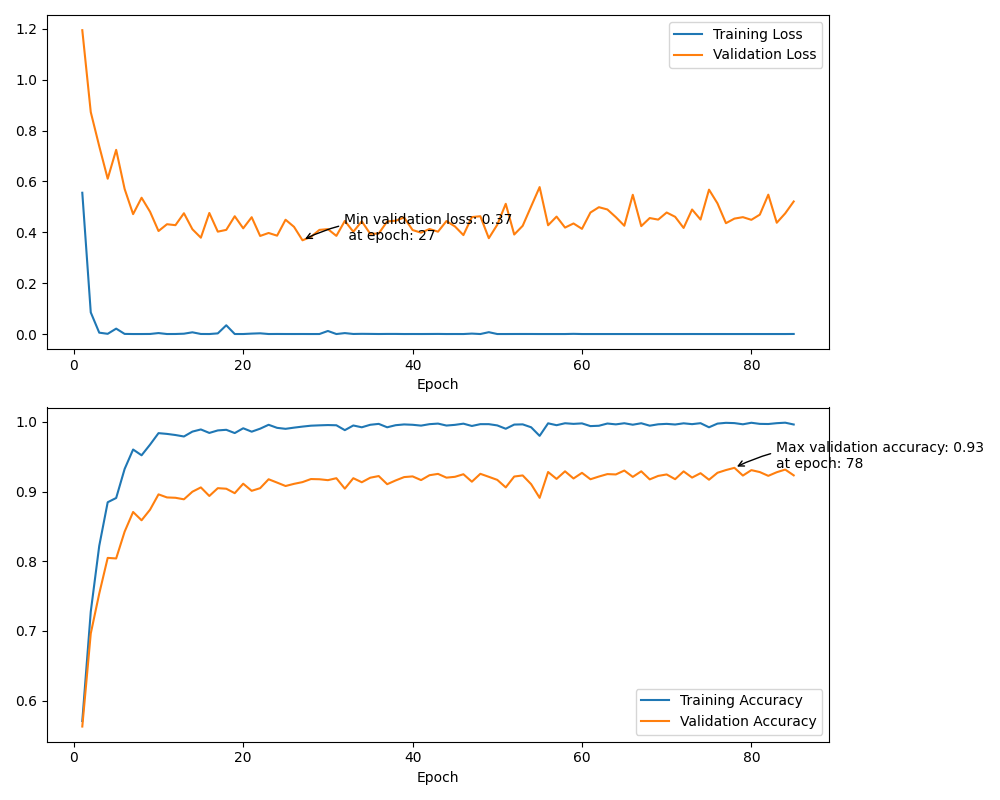 1.2
1.0
0.8
0.6
0.4
0.2
0.0
Training Loss
Validation Loss
Min validation loss: 0.37
at epoch: 27
0 20 40 60 80
Epoch
1.0
0.9
0.8
0.7
0.6
Max validation accuracy: 0.93
at epoch: 78
Training Accuracy
Validation Accuracy
0 20 40 60 80
Epoch